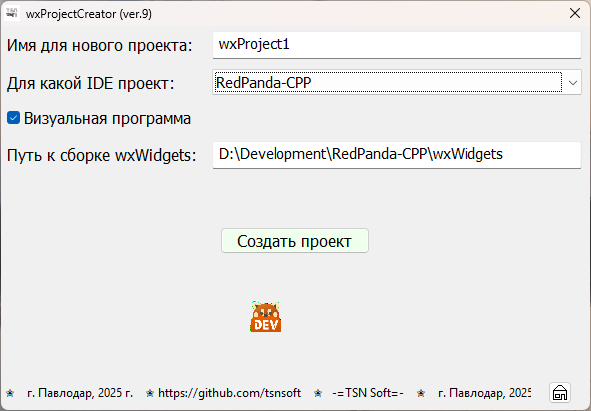 wxProjectCreator (ver.9)
Имя для нового проекта: wxProject1
Для какой IDE проект: RedPanda-CPP
Визуальная программа
Путь к сборке wxWidgets: D:\Development\RedPanda-CPP\wxWidgets
Создать проект
DEV
г. Павлодар, 2025 г. https://github.com/tsnsoft -=TSN Soft=- г. Павлодар, 2025